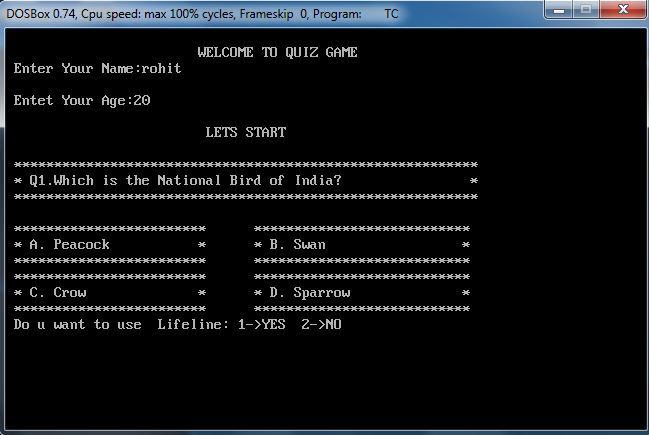 DOSBox 0.74, Cpu speed: max 100% cycles, Frameskip 0, Program: TC
WELCOME TO QUIZ GAME
Enter Your Name:rohit
Entet Your Age:20
LETS START
**********************************************************
* Q1.Which is the National Bird of India? *
**********************************************************
************************ ***************************
* A. Peacock * * B. Swan *
************************ ***************************
************************ ***************************
* C. Crow * * D. Sparrow *
************************ ***************************
Do u want to use Lifeline: 1->YES 2->NO